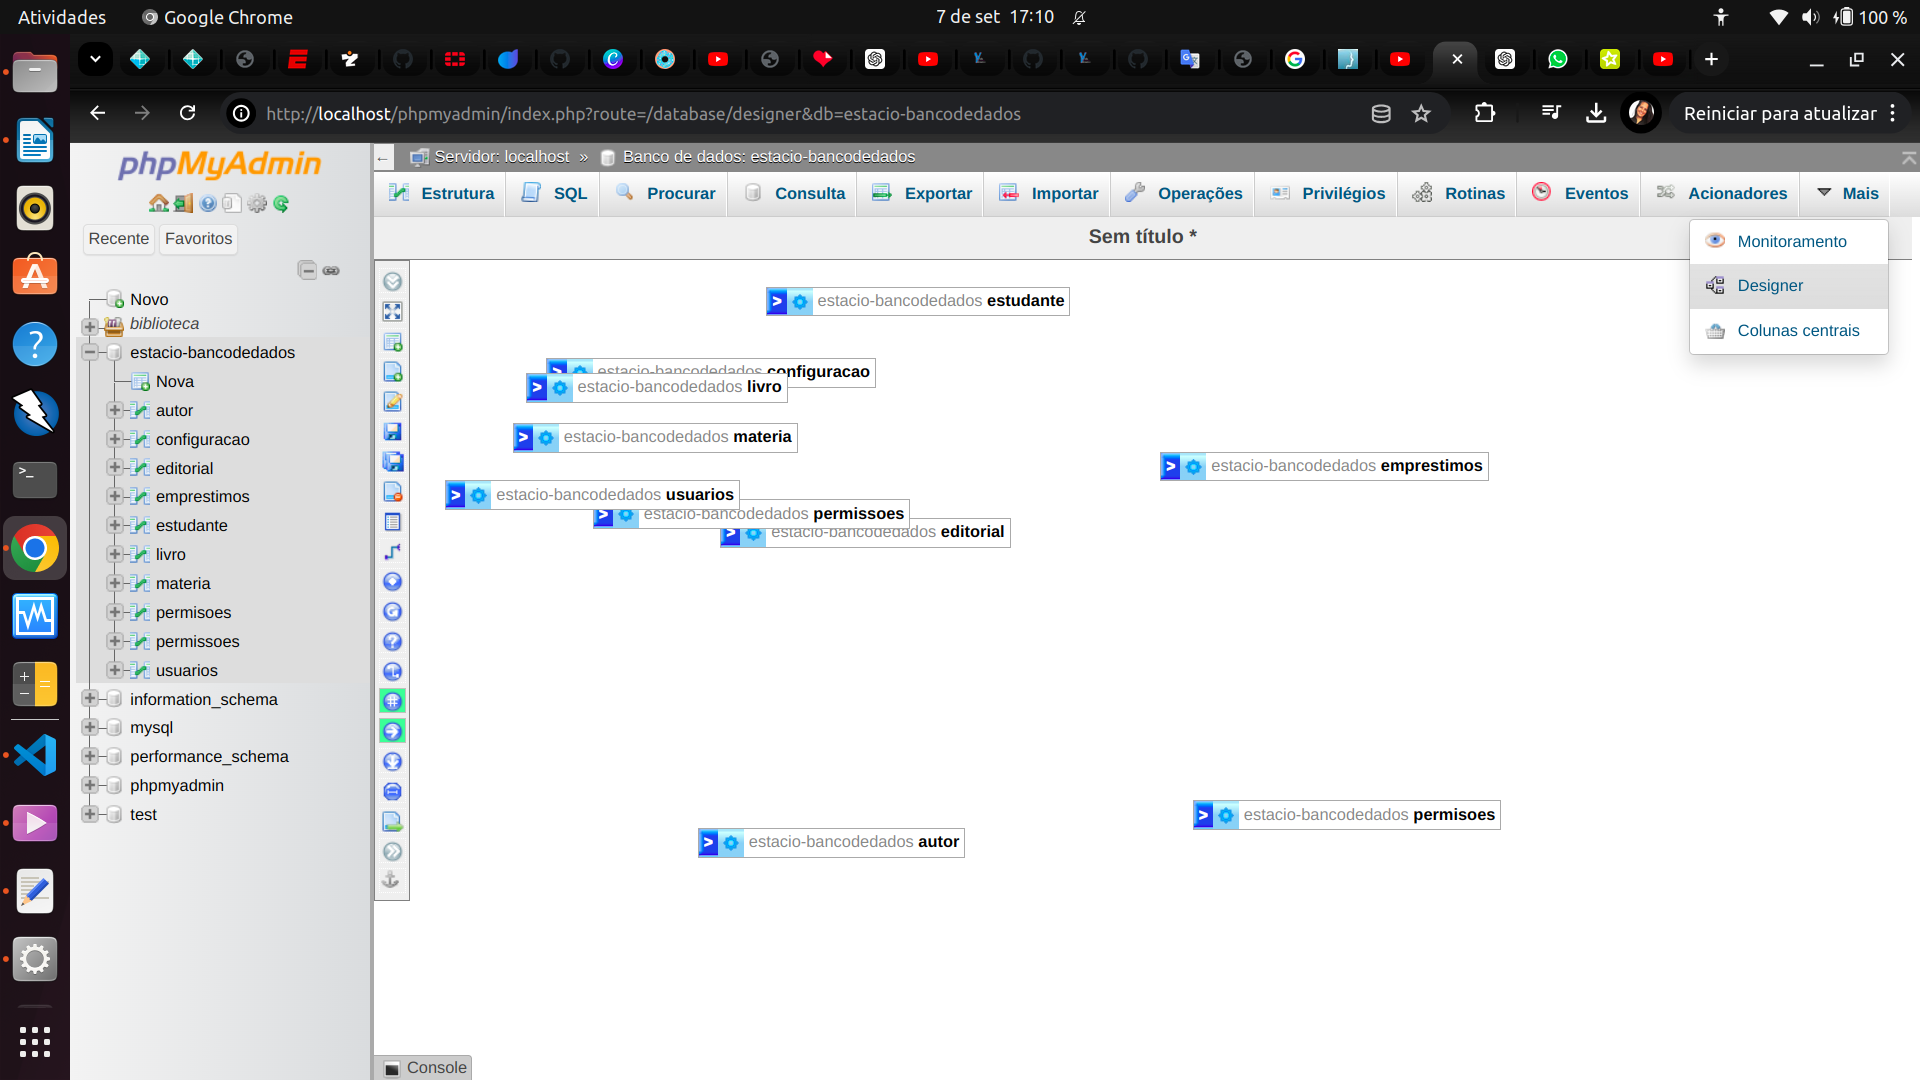 Atividades
Google Chrome
7 de set 17:10
100 %
http://localhost/phpmyadmin/index.php?route=/database/designer&db=estacio-bancodedados
Reiniciar para atualizar
phpMyAdmin
Recente
Favoritos
Novo
biblioteca
estacio-bancodedados
Nova
autor
configuracao
editorial
emprestimos
estudante
livro
materia
permisoes
permissoes
usuarios
information_schema
mysql
performance_schema
phpmyadmin
test
Servidor: localhost » Banco de dados: estacio-bancodedados
Estrutura
SQL
Procurar
Consulta
Exportar
Importar
Operações
Privilégios
Rotinas
Eventos
Acionadores
Mais
Monitoramento
Designer
Colunas centrais
Sem título *
estacio-bancodedados estudante
estacio-bancodedados configuracao
estacio-bancodedados livro
estacio-bancodedados materia
estacio-bancodedados emprestimos
estacio-bancodedados usuarios
estacio-bancodedados permissoes
estacio-bancodedados editorial
estacio-bancodedados permisoes
estacio-bancodedados autor
Console